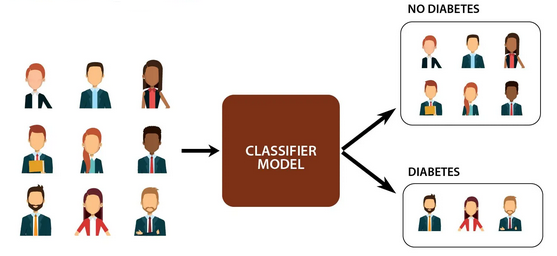 NO DIABETES
CLASSIFIER
MODEL
DIABETES